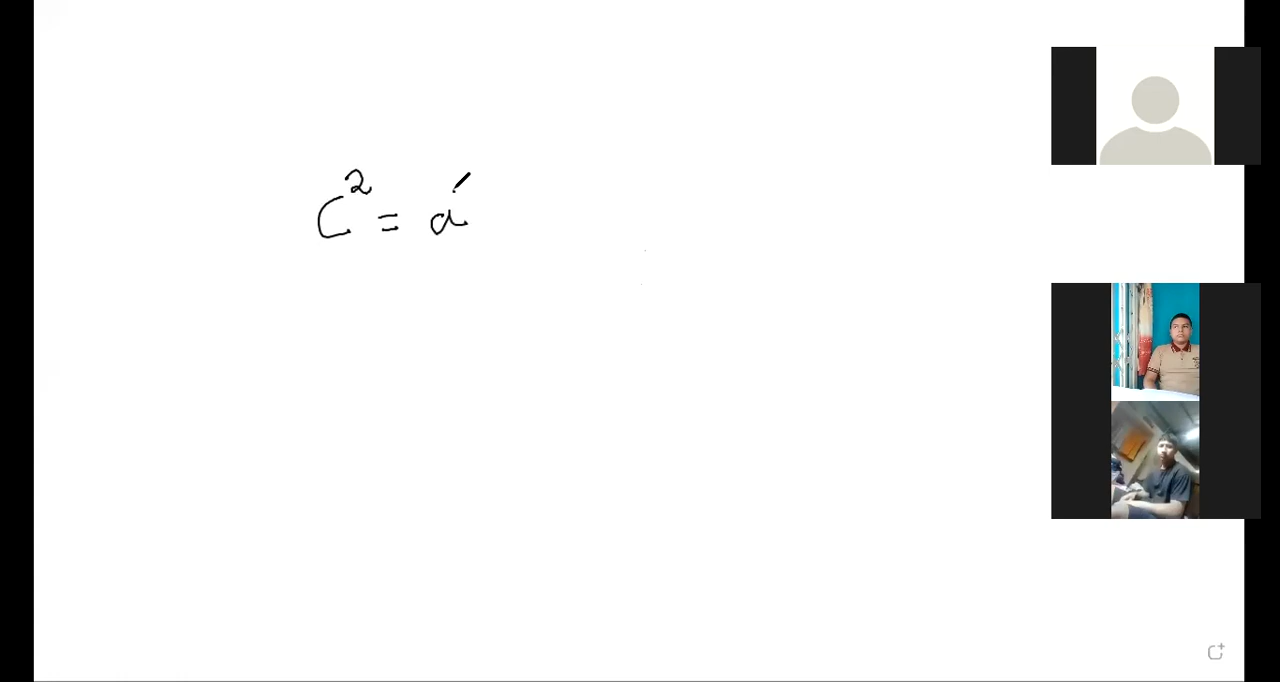 C² = a